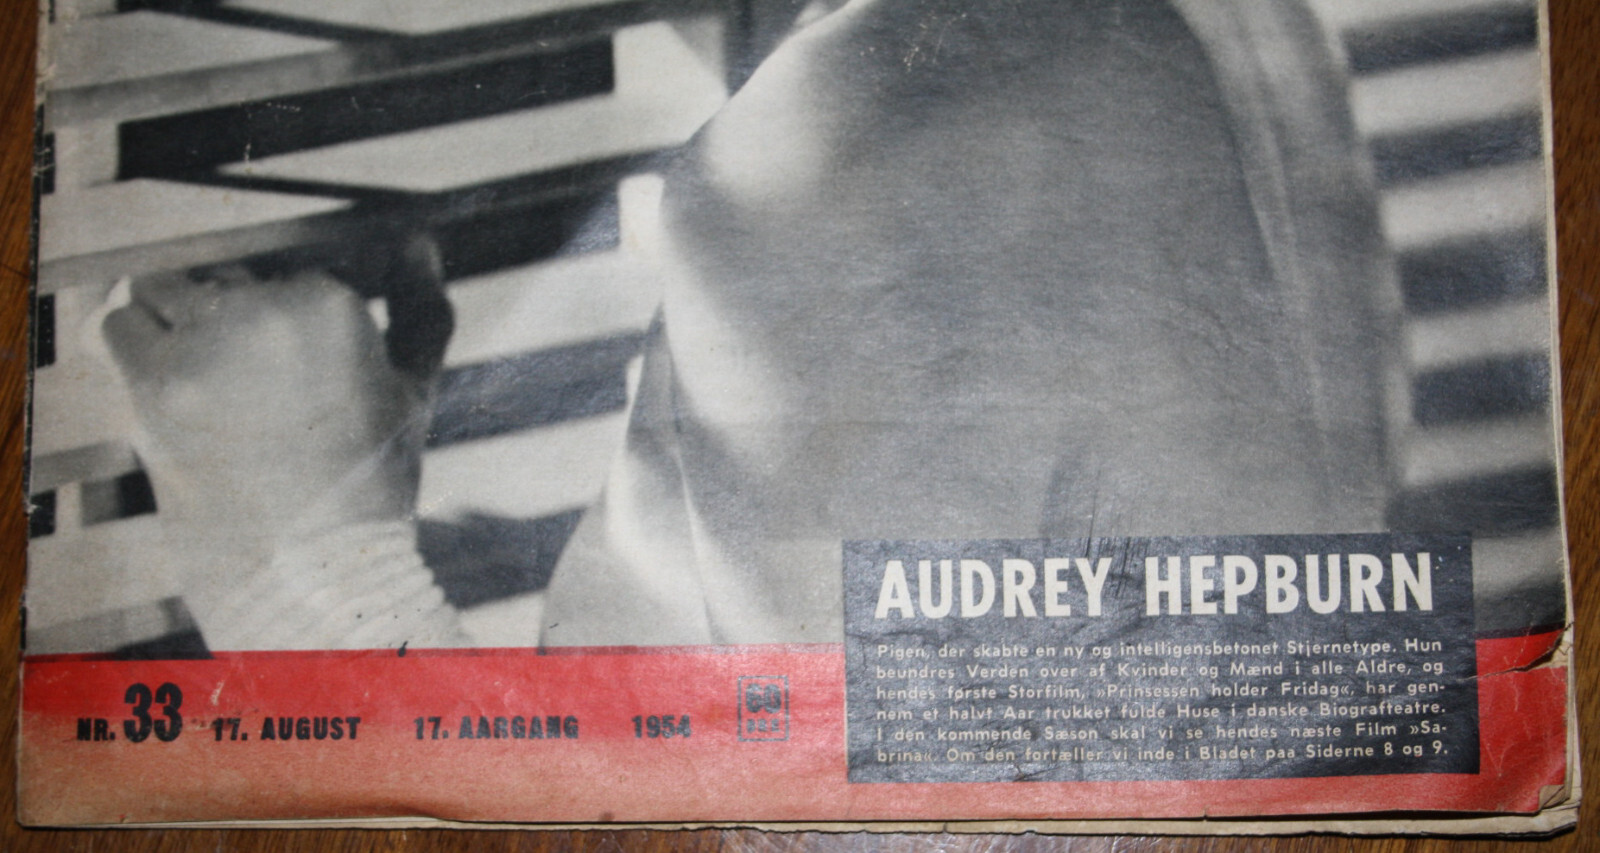 AUDREY HEPBURN
Pigen, der skabte en ny og intelligensbetonet Stjernetype. Hun
beundres Verden over af Kvinder og Mænd i alle Aldre, og
hendes første Storfilm, »Prinsessen holder Fridag«, har gen-
nem et halvt Aar trukket fulde Huse i danske Biografteatre.
I den kommende Sæson skal vi se hendes næste Film »Sa-
brina«. Om den fortæller vi inde i Bladet paa Siderne 8 og 9.
NR. 33 17. AUGUST 17. AARGANG 1954 60